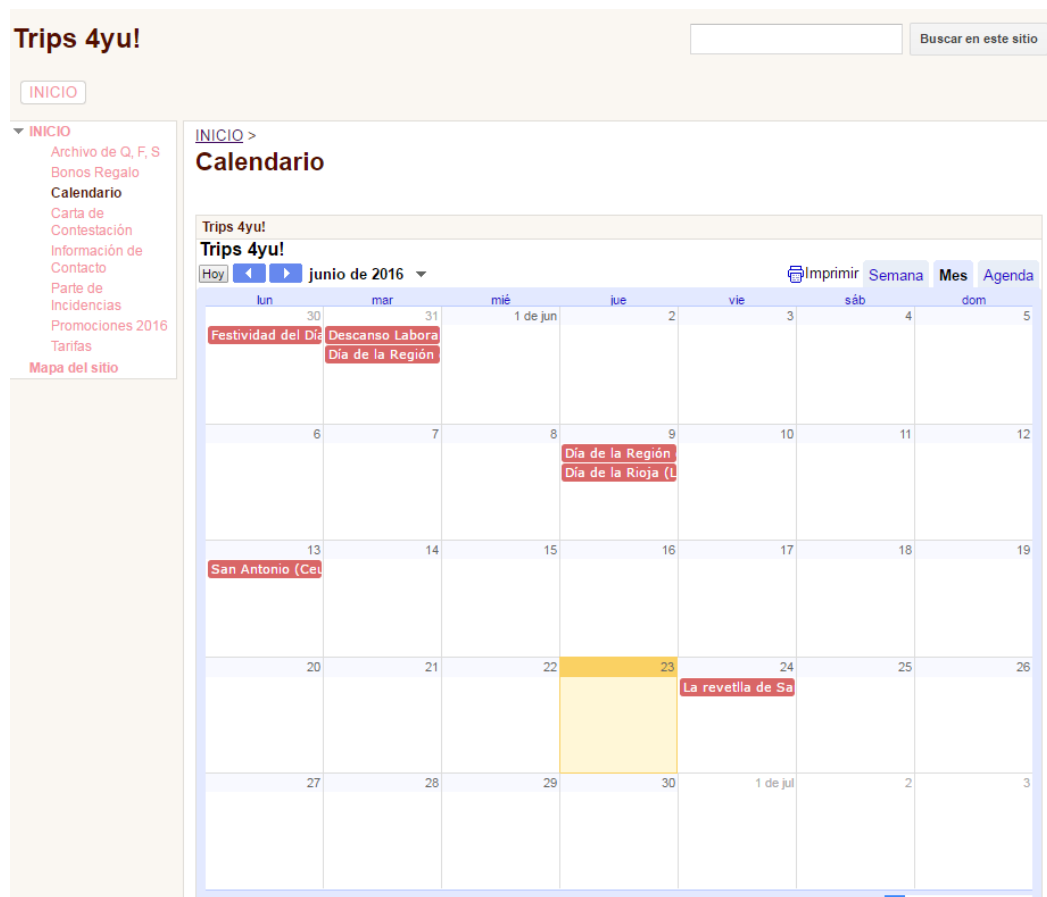 Trips 4yu!
Buscar en este sitio
INICIO
INICIO
Archivo de Q, F, S
Bonos Regalo
Calendario
Carta de
Contestación
Información de
Contacto
Parte de
Incidencias
Promociones 2016
Tarifas
Mapa del sitio
INICIO >
Calendario
Trips 4yu!
Trips 4yu!
Hoy junio de 2016 Imprimir Semana Mes Agenda
lun mar mié jue vie sáb dom
30 31 1 de jun 2 3 4 5
Festividad del Día Descanso Labora
Día de la Región
6 7 8 9 10 11 12
Día de la Región
Día de la Rioja (L
13 14 15 16 17 18 19
San Antonio (Ceu
20 21 22 23 24 25 26
La revetlla de Sa
27 28 29 30 1 de jul 2 3